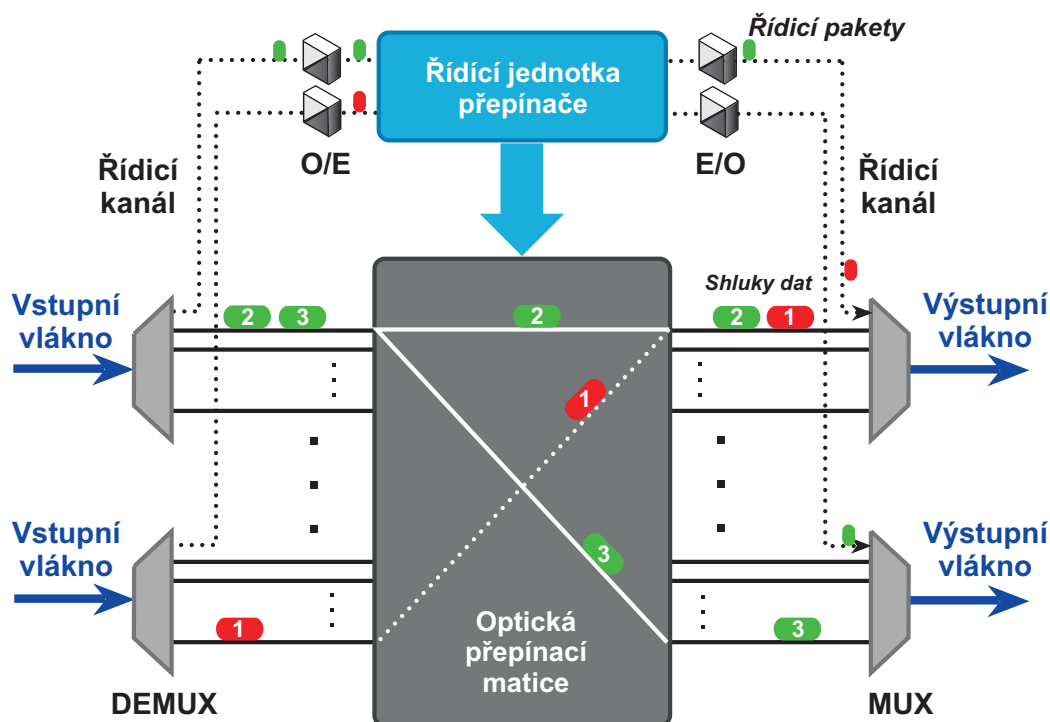 Řídicí pakety
Řídící jednotka
přepínače
O/E
E/O
Řídicí
kanál
Řídicí
kanál
Vstupní
vlákno
2
3
2
Shluky dat
2
1
Výstupní
vlákno
1
Vstupní
vlákno
3
Výstupní
vlákno
1
3
Optická
přepínací
matice
DEMUX
MUX